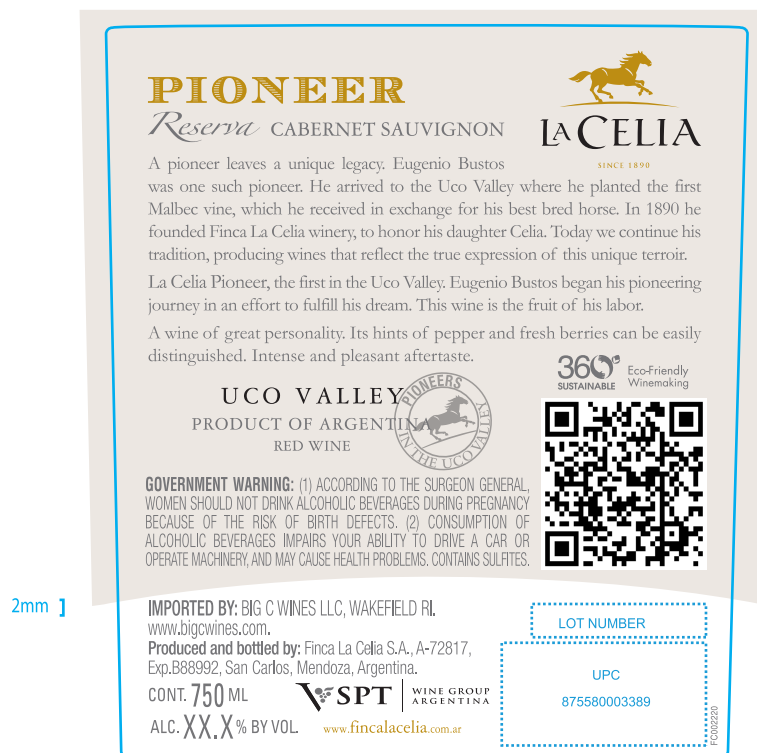 PIONEER
Reserva CABERNET SAUVIGNON
LA CELIA
SINCE 1890
A pioneer leaves a unique legacy. Eugenio Bustos
was one such pioneer. He arrived to the Uco Valley where he planted the first
Malbec vine, which he received in exchange for his best bred horse. In 1890 he
founded Finca La Celia winery, to honor his daughter Celia. Today we continue his
tradition, producing wines that reflect the true expression of this unique terroir.
La Celia Pioneer, the first in the Uco Valley. Eugenio Bustos began his pioneering
journey in an effort to fulfill his dream. This wine is the fruit of his labor.
A wine of great personality. Its hints of pepper and fresh berries can be easily
distinguished. Intense and pleasant aftertaste.
360°
SUSTAINABLE
Eco-Friendly
Winemaking
UCO VALLEY
PRODUCT OF ARGENTINA
RED WINE
PIONEERS
IN THE UCO VALLEY
GOVERNMENT WARNING: (1) ACCORDING TO THE SURGEON GENERAL,
WOMEN SHOULD NOT DRINK ALCOHOLIC BEVERAGES DURING PREGNANCY
BECAUSE OF THE RISK OF BIRTH DEFECTS. (2) CONSUMPTION OF
ALCOHOLIC BEVERAGES IMPAIRS YOUR ABILITY TO DRIVE A CAR OR
OPERATE MACHINERY, AND MAY CAUSE HEALTH PROBLEMS. CONTAINS SULFITES.
2mm
IMPORTED BY: BIG C WINES LLC, WAKEFIELD RI.
www.bigcwines.com.
Produced and bottled by: Finca La Celia S.A., A-72817,
Exp.B88992, San Carlos, Mendoza, Argentina.
CONT. 750 ML
VSPT
WINE GROUP
ARGENTINA
ALC. XX.X% BY VOL.
www.fincalacelia.com.ar
LOT NUMBER
UPC
875580003389
FC002220